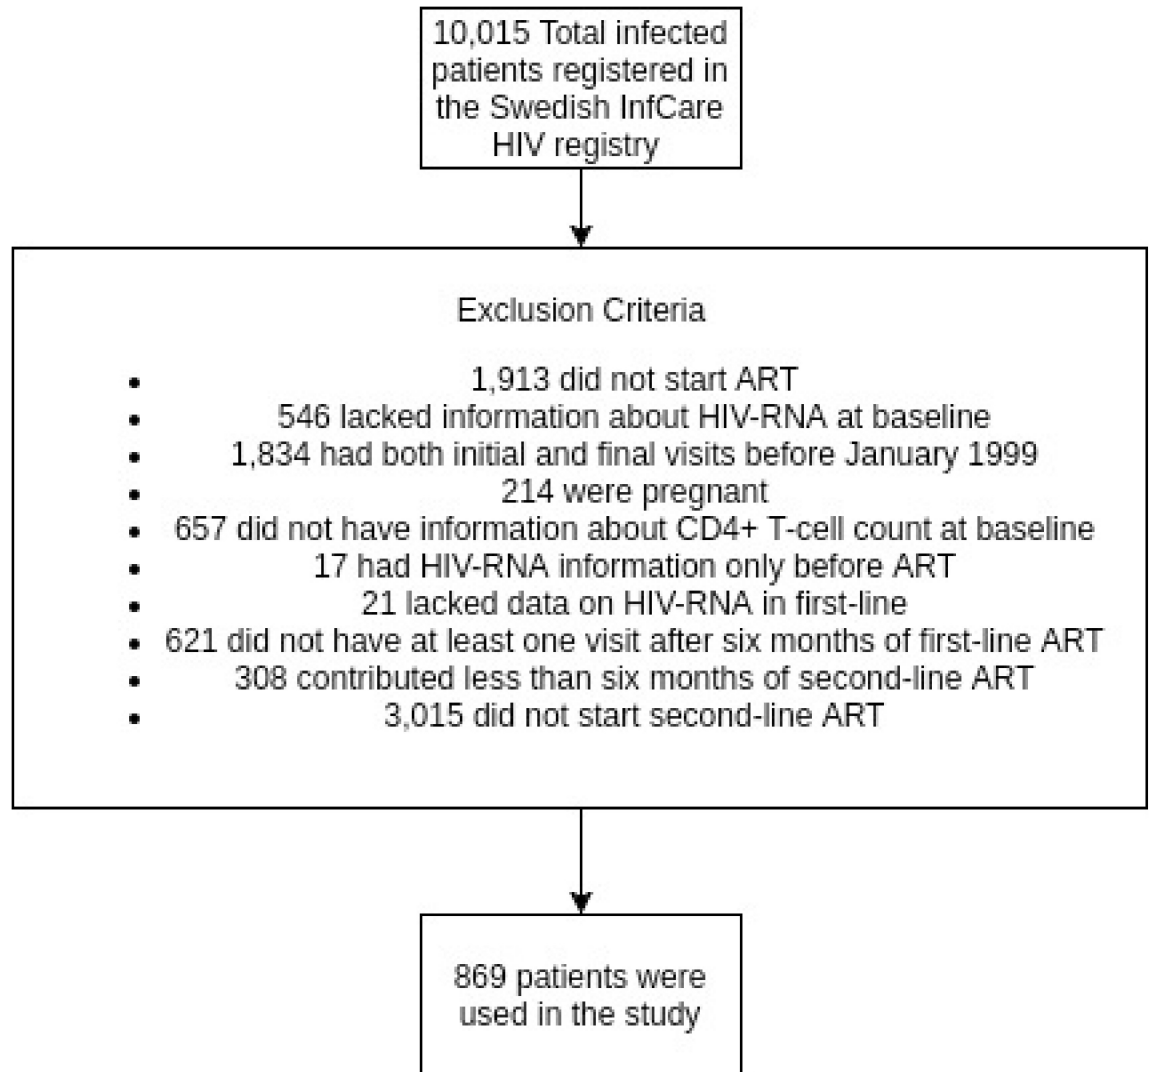 10,015 Total infected
patients registered in
the Swedish InfCare
HIV registry
Exclusion Criteria
• 1,913 did not start ART
• 546 lacked information about HIV-RNA at baseline
• 1,834 had both initial and final visits before January 1999
• 214 were pregnant
• 657 did not have information about CD4+ T-cell count at baseline
• 17 had HIV-RNA information only before ART
• 21 lacked data on HIV-RNA in first-line
• 621 did not have at least one visit after six months of first-line ART
• 308 contributed less than six months of second-line ART
• 3,015 did not start second-line ART
869 patients were
used in the study